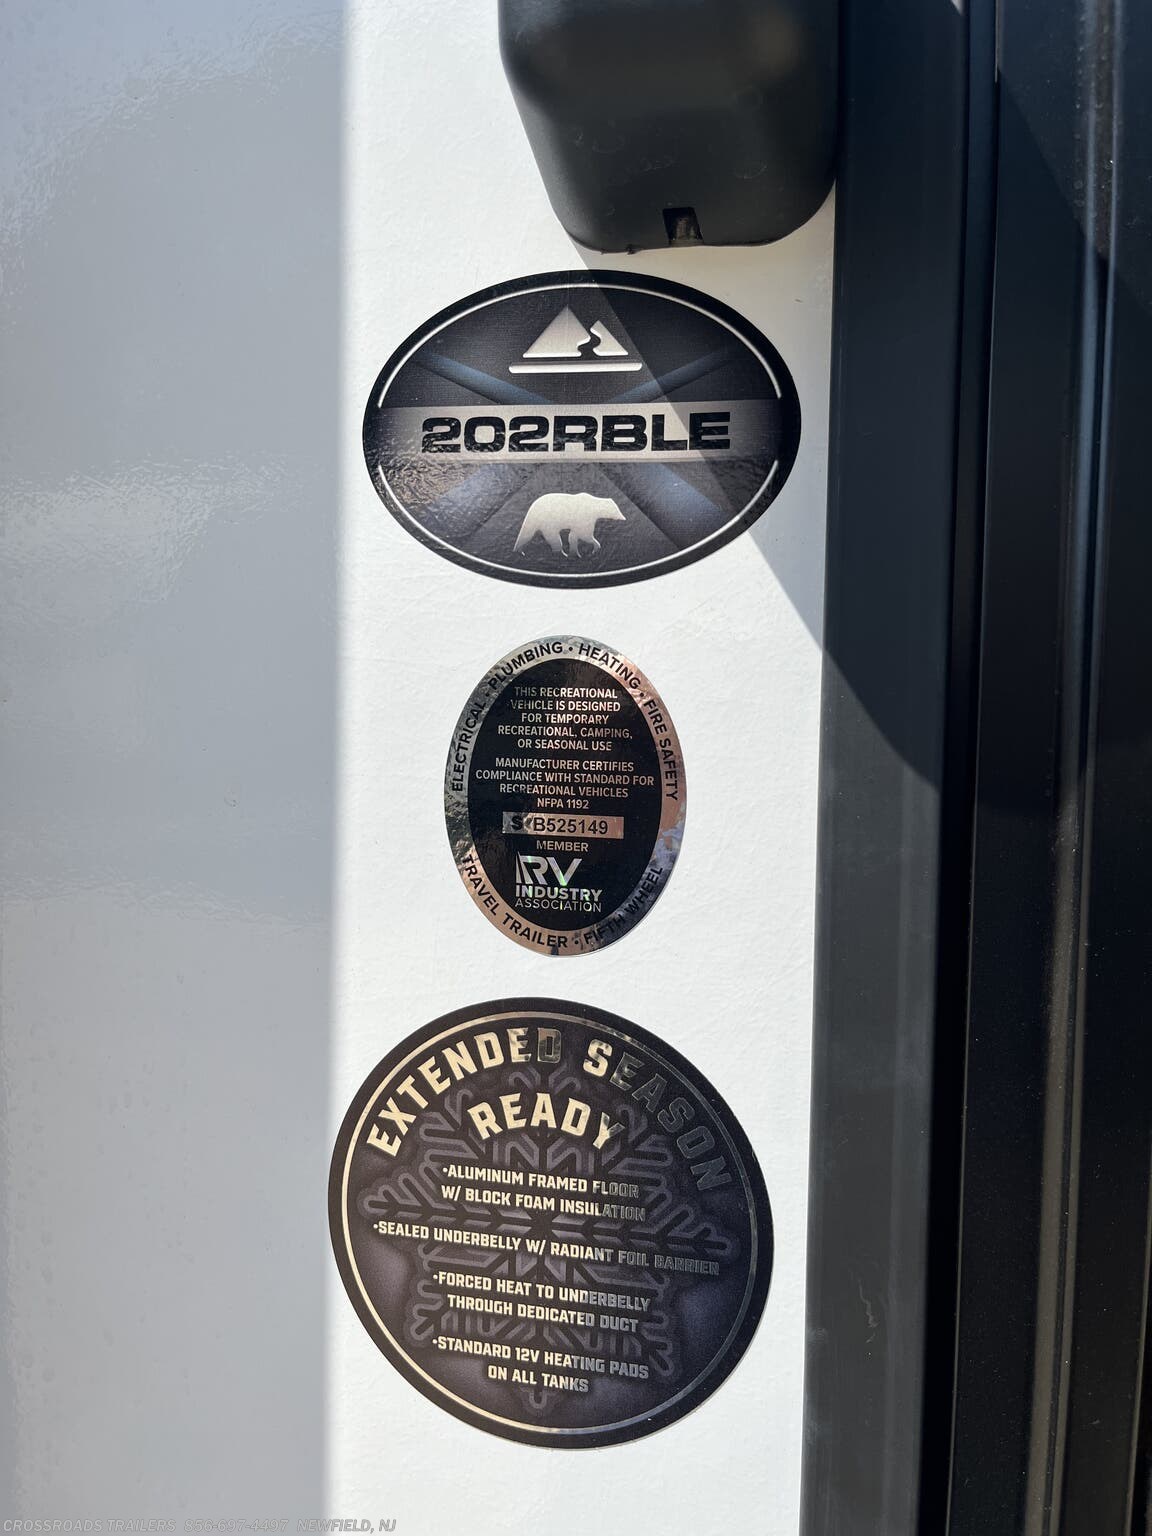 202RBLE
ELECTRICAL • PLUMBING • HEATING • FIRE SAFETY
THIS RECREATIONAL
VEHICLE IS DESIGNED
FOR TEMPORARY
RECREATIONAL, CAMPING,
OR SEASONAL USE
MANUFACTURER CERTIFIES
COMPLIANCE WITH STANDARD FOR
RECREATIONAL VEHICLES
NFPA 1192
B525149
MEMBER
RV
INDUSTRY
ASSOCIATION
TRAVEL TRAILER • FIFTH WHEEL
EXTENDED SEASON
READY
•ALUMINUM FRAMED FLOOR
W/ BLOCK FOAM INSULATION
•SEALED UNDERBELLY W/ RADIANT FOIL BARRIER
•FORCED HEAT TO UNDERBELLY
THROUGH DEDICATED DUCT
•STANDARD 12V HEATING PADS
ON ALL TANKS
CROSSROADS TRAILERS 856-697-4497 NEWFIELD, NJ